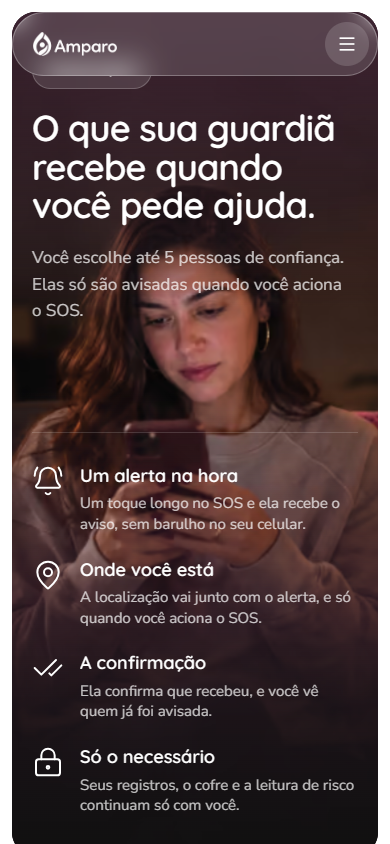 Amparo
O que sua guardiã
recebe quando
você pede ajuda.
Você escolhe até 5 pessoas de confiança.
Elas só são avisadas quando você aciona
o SOS.
Um alerta na hora
Um toque longo no SOS e ela recebe o
aviso, sem barulho no seu celular.
Onde você está
A localização vai junto com o alerta, e só
quando você aciona o SOS.
A confirmação
Ela confirma que recebeu, e você vê
quem já foi avisada.
Só o necessário
Seus registros, o cofre e a leitura de risco
continuam só com você.